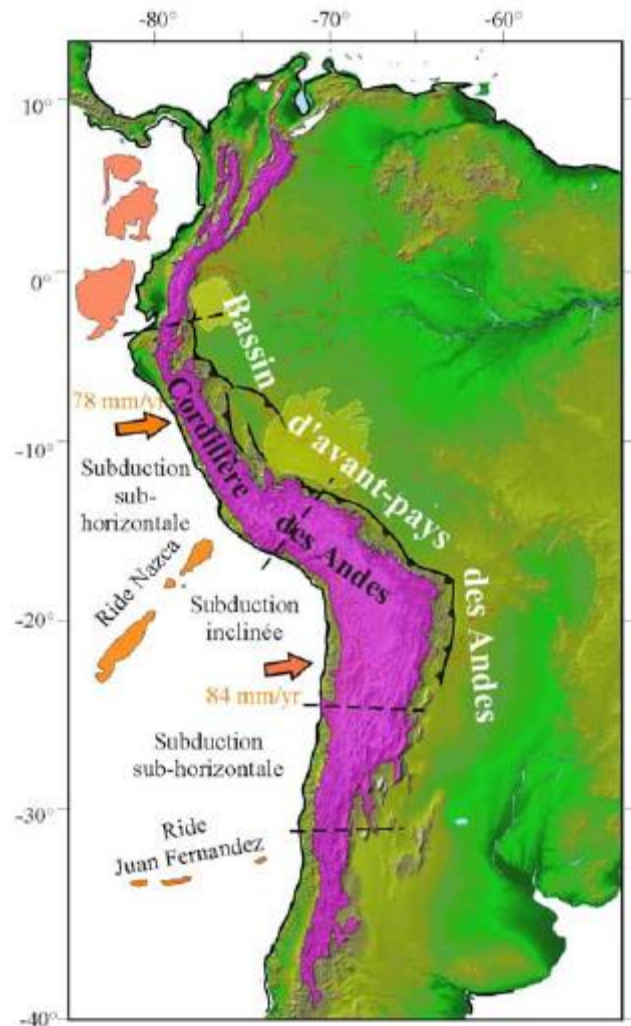 -80°
-70°
-60°
10°
0°
-10°
-20°
-30°
-40°
Bassin
d'avant-pays
des Andes
Cordillère
des Andes
78 mm/yr
Subduction
sub-
horizontale
Ride Nazca
Subduction
inclinée
84 mm/yr
Subduction
sub-horizontale
Ride
Juan Fernandez